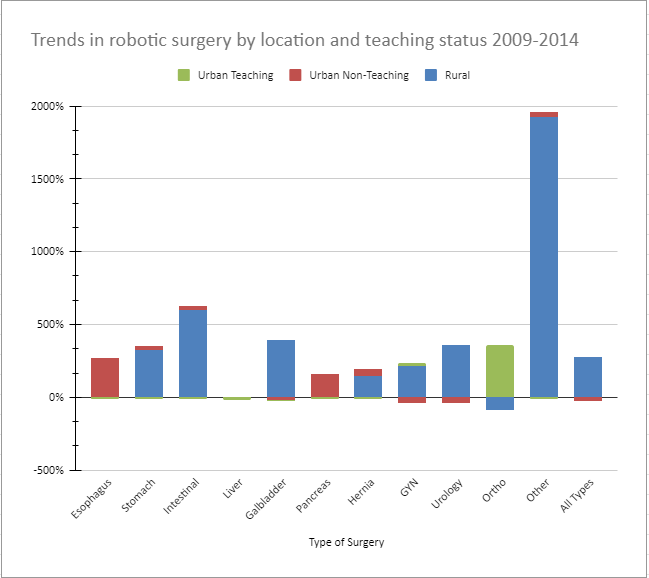 Trends in robotic surgery by location and teaching status 2009-2014
Urban Teaching
Urban Non-Teaching
Rural
2000%
1500%
1000%
500%
0%
-500%
Esophagus
Stomach
Intestinal
Liver
Galbladder
Pancreas
Hernia
GYN
Urology
Ortho
Other
All Types
Type of Surgery